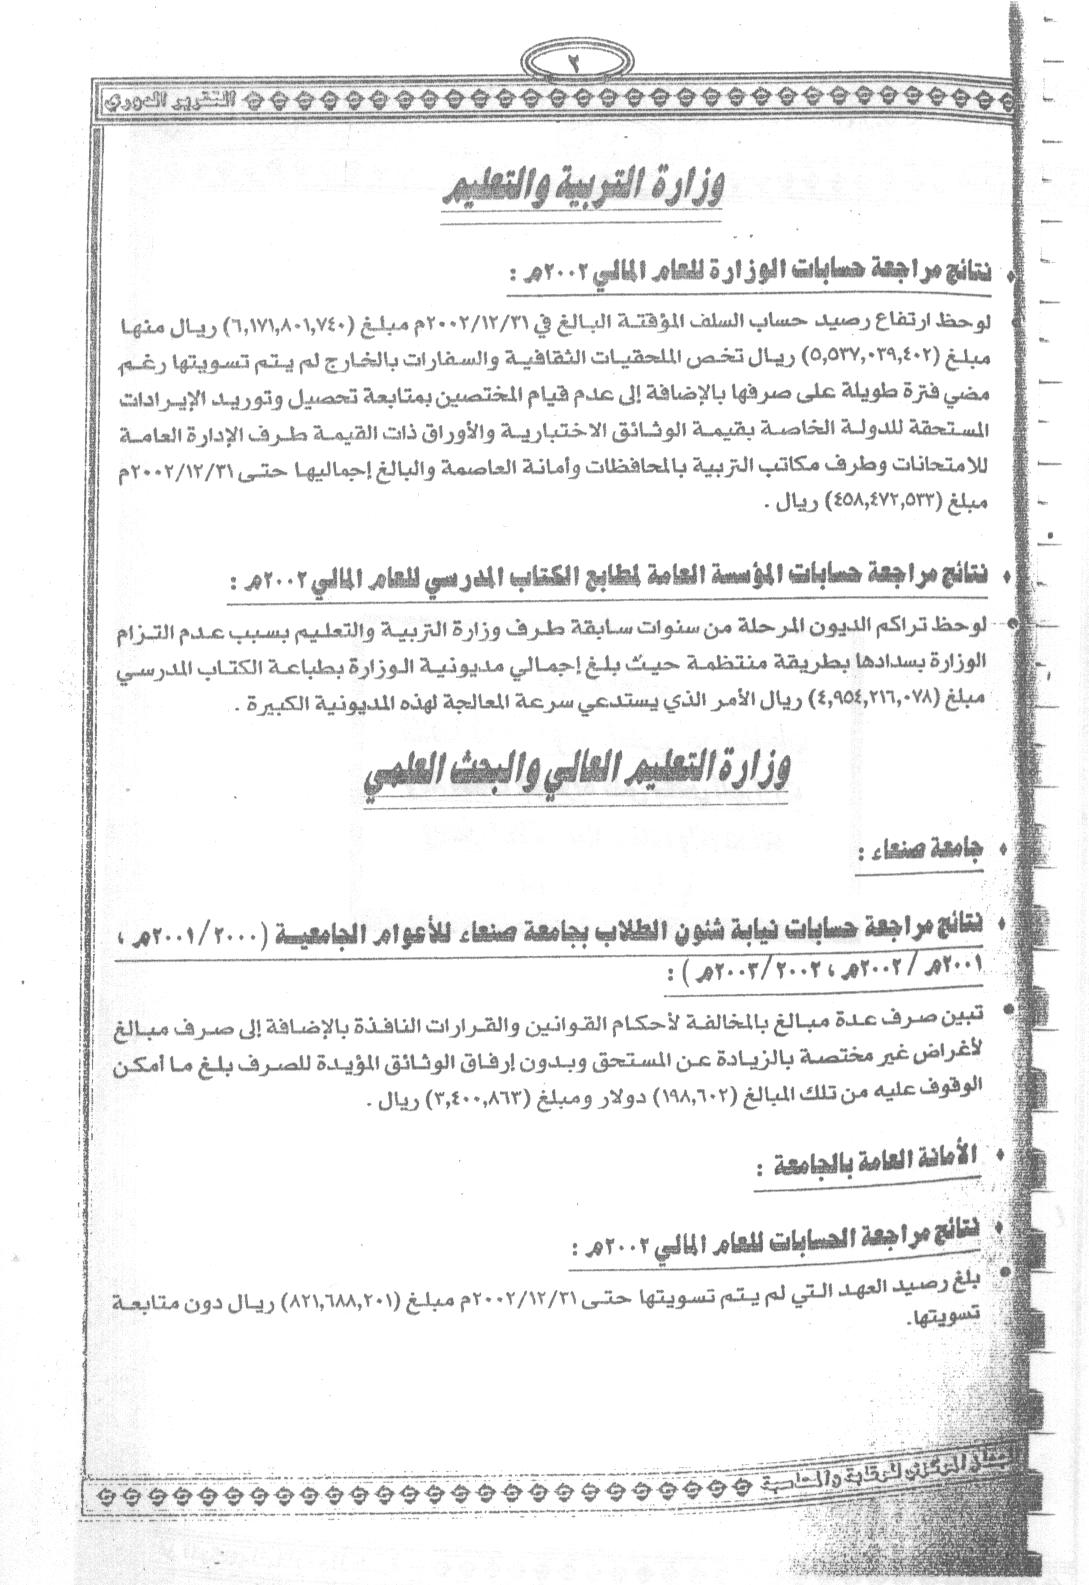 ٢
التقرير الدوري
وزارة التربية والتعليم
نتائج مراجعة حسابات الوزارة للعام المالي ٢٠٠٢م :
لوحظ ارتفاع رصيد حساب السلف المؤقتة البالغ في ٢٠٠٢/١٢/٣١م مبلغ (٦,١٧١,٨٠١,٧٤٠) ريال منها
مبلغ (٥,٥٣٧,٠٣٩,٤٠٢) ريال تخص الملحقيات الثقافية والسفارات بالخارج لم يتم تسويتها رغم
مضي فترة طويلة على صرفها بالإضافة إلى عدم قيام المختصين بمتابعة تحصيل وتوريد الإيرادات
المستحقة للدولة الخاصة بقيمة الوثائق الاختبارية والأوراق ذات القيمة طرف الإدارة العامة
للامتحانات وطرف مكاتب التربية بالمحافظات وأمانة العاصمة والبالغ إجماليها حتى ٢٠٠٢/١٢/٣١م
مبلغ (٤٥٨,٤٧٢,٥٣٣) ريال .
نتائج مراجعة حسابات المؤسسة العامة لمطابع الكتاب المدرسي للعام المالي ٢٠٠٢م :
لوحظ تراكم الديون المرحلة من سنوات سابقة طرف وزارة التربية والتعليم بسبب عدم التزام
الوزارة بسدادها بطريقة منتظمة حيث بلغ إجمالي مديونية الوزارة بطباعة الكتاب المدرسي
مبلغ (٤,٩٥٤,٢١٦,٠٧٨) ريال الأمر الذي يستدعي سرعة المعالجة لهذه المديونية الكبيرة .
وزارة التعليم العالي والبحث العلمي
جامعة صنعاء :
نتائج مراجعة حسابات نيابة شئون الطلاب بجامعة صنعاء للأعوام الجامعية (٢٠٠١/٢٠٠٠م ،
٢٠٠١م /٢٠٠٢م ، ٢٠٠٣/٢٠٠٢م ) :
تبين صرف عدة مبالغ بالمخالفة لأحكام القوانين والقرارات النافذة بالإضافة إلى صرف مبالغ
لأغراض غير مختصة بالزيادة عن المستحق وبدون إرفاق الوثائق المؤيدة للصرف بلغ ما أمكن
الوقوف عليه من تلك المبالغ (١٩٨,٦٠٢) دولار ومبلغ (٣,٤٠٠,٨٦٣) ريال .
الأمانة العامة بالجامعة :
نتائج مراجعة الحسابات للعام المالي ٢٠٠٢م :
بلغ رصيد العهد التي لم يتم تسويتها حتى ٢٠٠٢/١٢/٣١م مبلغ (٨٢١,٦٨٨,٢٠١) ريال دون متابعة
تسويتها.
الجهاز المركزي للرقابة والمحاسبة